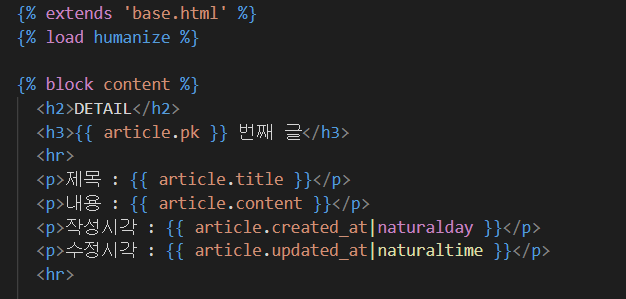 {% extends 'base.html' %}
{% load humanize %}
{% block content %}
<h2>DETAIL</h2>
<h3>{{ article.pk }} 번째 글</h3>
<hr>
<p>제목 : {{ article.title }}</p>
<p>내용 : {{ article.content }}</p>
<p>작성시각 : {{ article.created_at|naturalday }}</p>
<p>수정시각 : {{ article.updated_at|naturaltime }}</p>
<hr>